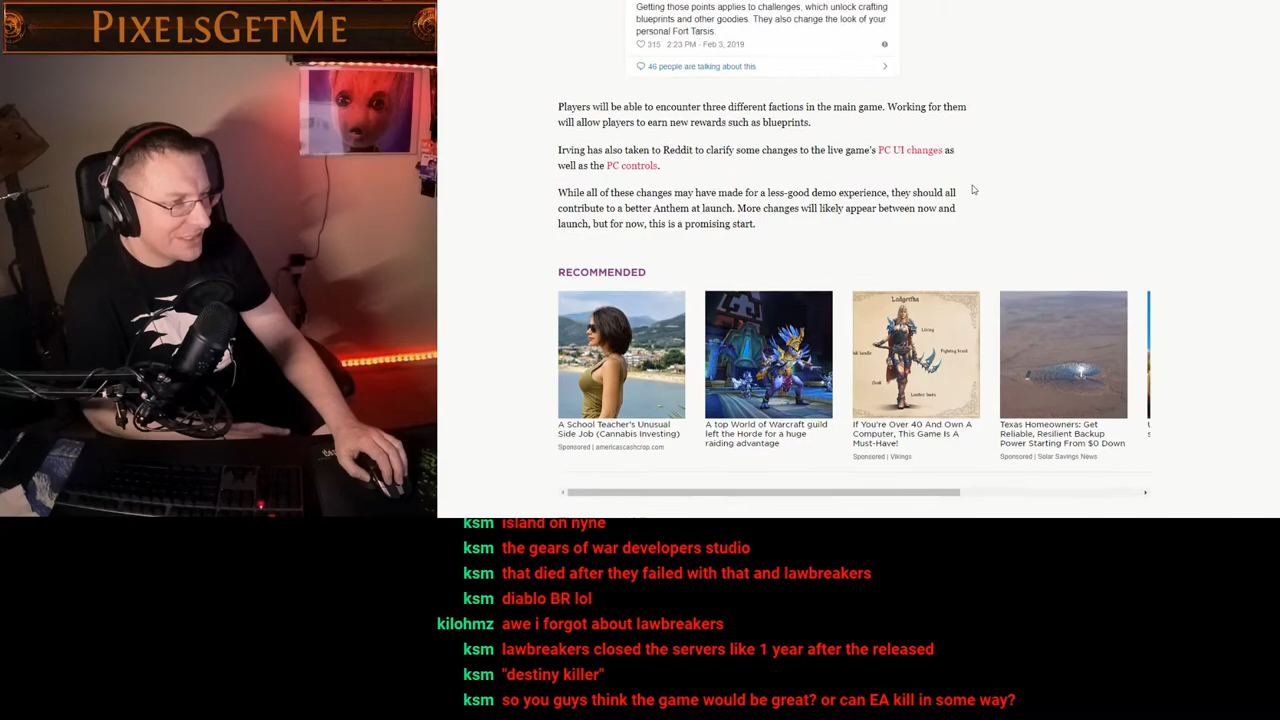 PIXELSGETME
Getting those points applies to challenges, which unlock crafting
blueprints and other goodies. They also change the look of your
personal Fort Tarsis.
315 2:23 PM - Feb 3, 2019
46 people are talking about this
Players will be able to encounter three different factions in the main game. Working for them
will allow players to earn new rewards such as blueprints.
Irving has also taken to Reddit to clarify some changes to the live game's PC UI changes as
well as the PC controls.
While all of these changes may have made for a less-good demo experience, they should all
contribute to a better Anthem at launch. More changes will likely appear between now and
launch, but for now, this is a promising start.
RECOMMENDED
Lodgertha
Living
Fighting beard
Cloak
Leather boots
A School Teacher's Unusual
Side Job (Cannabis Investing)
Sponsored | americascashcrop.com
A top World of Warcraft guild
left the Horde for a huge
raiding advantage
If You're Over 40 And Own A
Computer, This Game Is A
Must-Have!
Sponsored | Vikings
Texas Homeowners: Get
Reliable, Resilient Backup
Power Starting From $0 Down
Sponsored | Solar Savings News
ksm island on nyne
ksm the gears of war developers studio
ksm that died after they failed with that and lawbreakers
ksm diablo BR lol
kilohmz awe i forgot about lawbreakers
ksm lawbreakers closed the servers like 1 year after the released
ksm "destiny killer"
ksm so you guys think the game would be great? or can EA kill in some way?